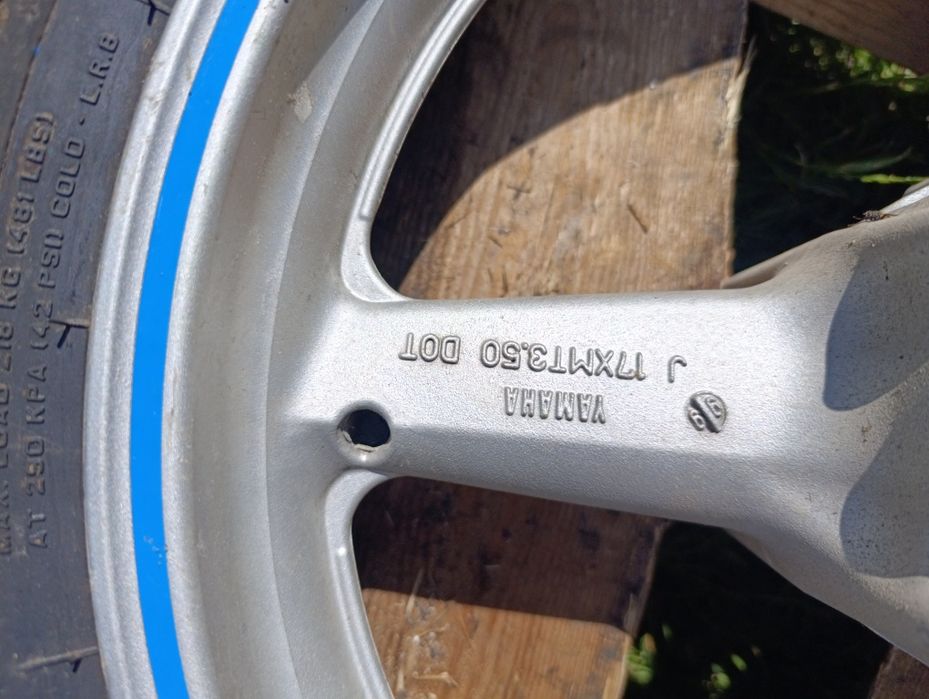 J 17XMT3.50 DOT
YAMAHA
MAX. LOAD 218 KG (481 LBS)
AT 290 KPA (42 PSI) COLD - L.R.B